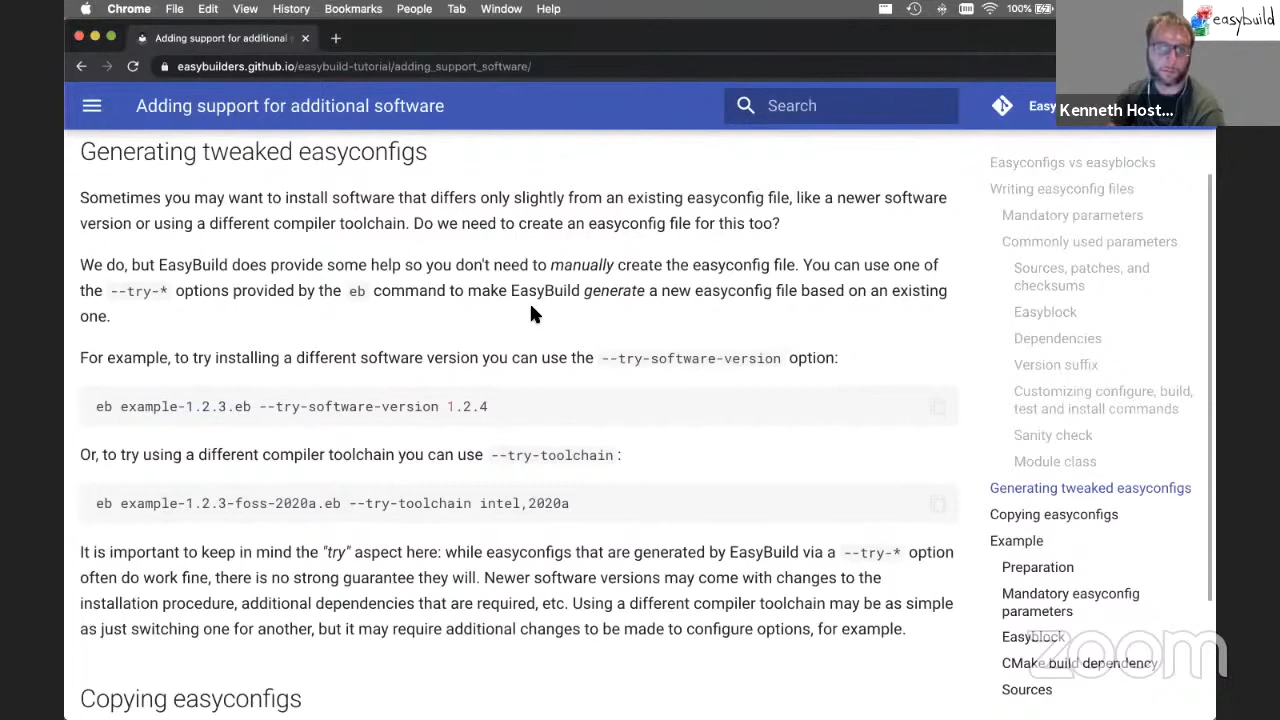 Chrome File Edit View History Bookmarks People Tab Window Help 100%
Adding support for additional
easybuilders.github.io/easybuild-tutorial/adding_support_software/
easybuild
Kenneth Host...
Adding support for additional software
Search
Easy
Generating tweaked easyconfigs
Sometimes you may want to install software that differs only slightly from an existing easyconfig file, like a newer software
version or using a different compiler toolchain. Do we need to create an easyconfig file for this too?
We do, but EasyBuild does provide some help so you don't need to manually create the easyconfig file. You can use one of
the --try-* options provided by the eb command to make EasyBuild generate a new easyconfig file based on an existing
one.
For example, to try installing a different software version you can use the --try-software-version option:
eb example-1.2.3.eb --try-software-version 1.2.4
Or, to try using a different compiler toolchain you can use --try-toolchain :
eb example-1.2.3-foss-2020a.eb --try-toolchain intel,2020a
It is important to keep in mind the "try" aspect here: while easyconfigs that are generated by EasyBuild via a --try-* option
often do work fine, there is no strong guarantee they will. Newer software versions may come with changes to the
installation procedure, additional dependencies that are required, etc. Using a different compiler toolchain may be as simple
as just switching one for another, but it may require additional changes to be made to configure options, for example.
Copying easyconfigs
Easyconfigs vs easyblocks
Writing easyconfig files
Mandatory parameters
Commonly used parameters
Sources, patches, and
checksums
Easyblock
Dependencies
Version suffix
Customizing configure, build,
test and install commands
Sanity check
Module class
Generating tweaked easyconfigs
Copying easyconfigs
Example
Preparation
Mandatory easyconfig
parameters
Easyblock
CMake build dependency
Sources
zoom